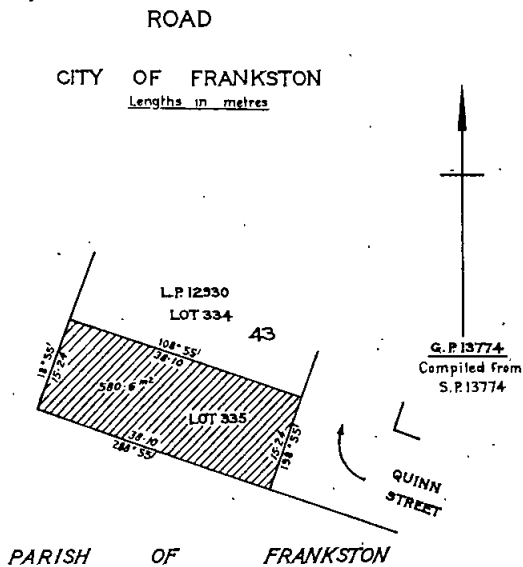 ROAD
CITY OF FRANKSTON
Lengths in metres
L.P. 12930
LOT 334
43
108° 55'
38·10
18° 55'
15·24
580·6 m²
LOT 335
15·24
198° 55'
38·10
288° 55'
G.P. 13774
Compiled from
S.P. 13774
QUINN
STREET
PARISH OF FRANKSTON